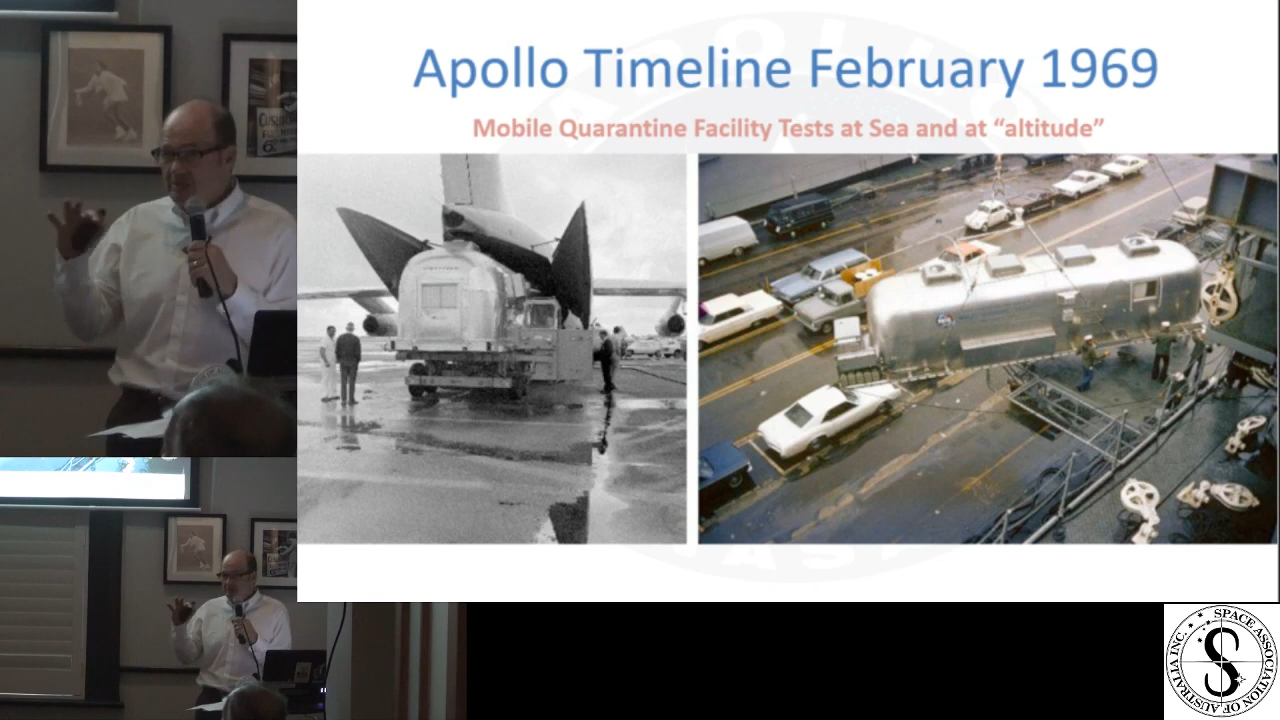 Apollo Timeline February 1969
Mobile Quarantine Facility Tests at Sea and at “altitude”
SPACE ASSOCIATION OF AUSTRALIA INC.
S